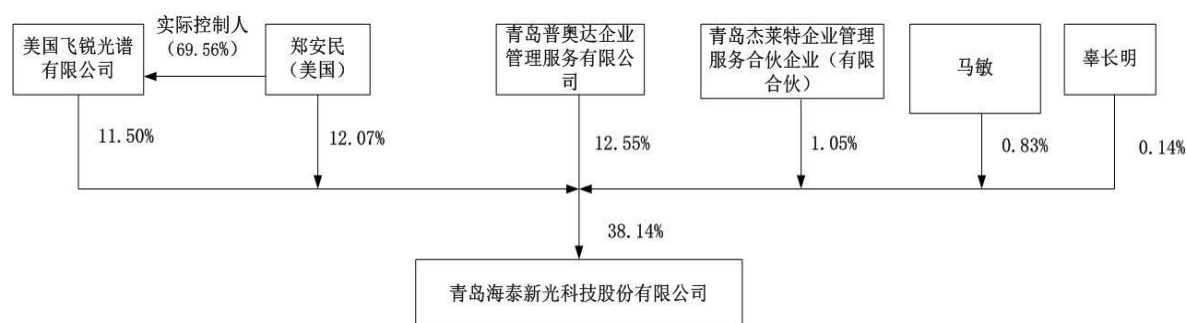 实际控制人
（69.56%）
美国飞锐光谱
有限公司
郑安民
（美国）
青岛普奥达企业
管理服务有限公
司
青岛杰莱特企业管理
服务合伙企业（有限
合伙）
马敏
辜长明
11.50%
12.07%
12.55%
1.05%
0.83%
0.14%
38.14%
青岛海泰新光科技股份有限公司